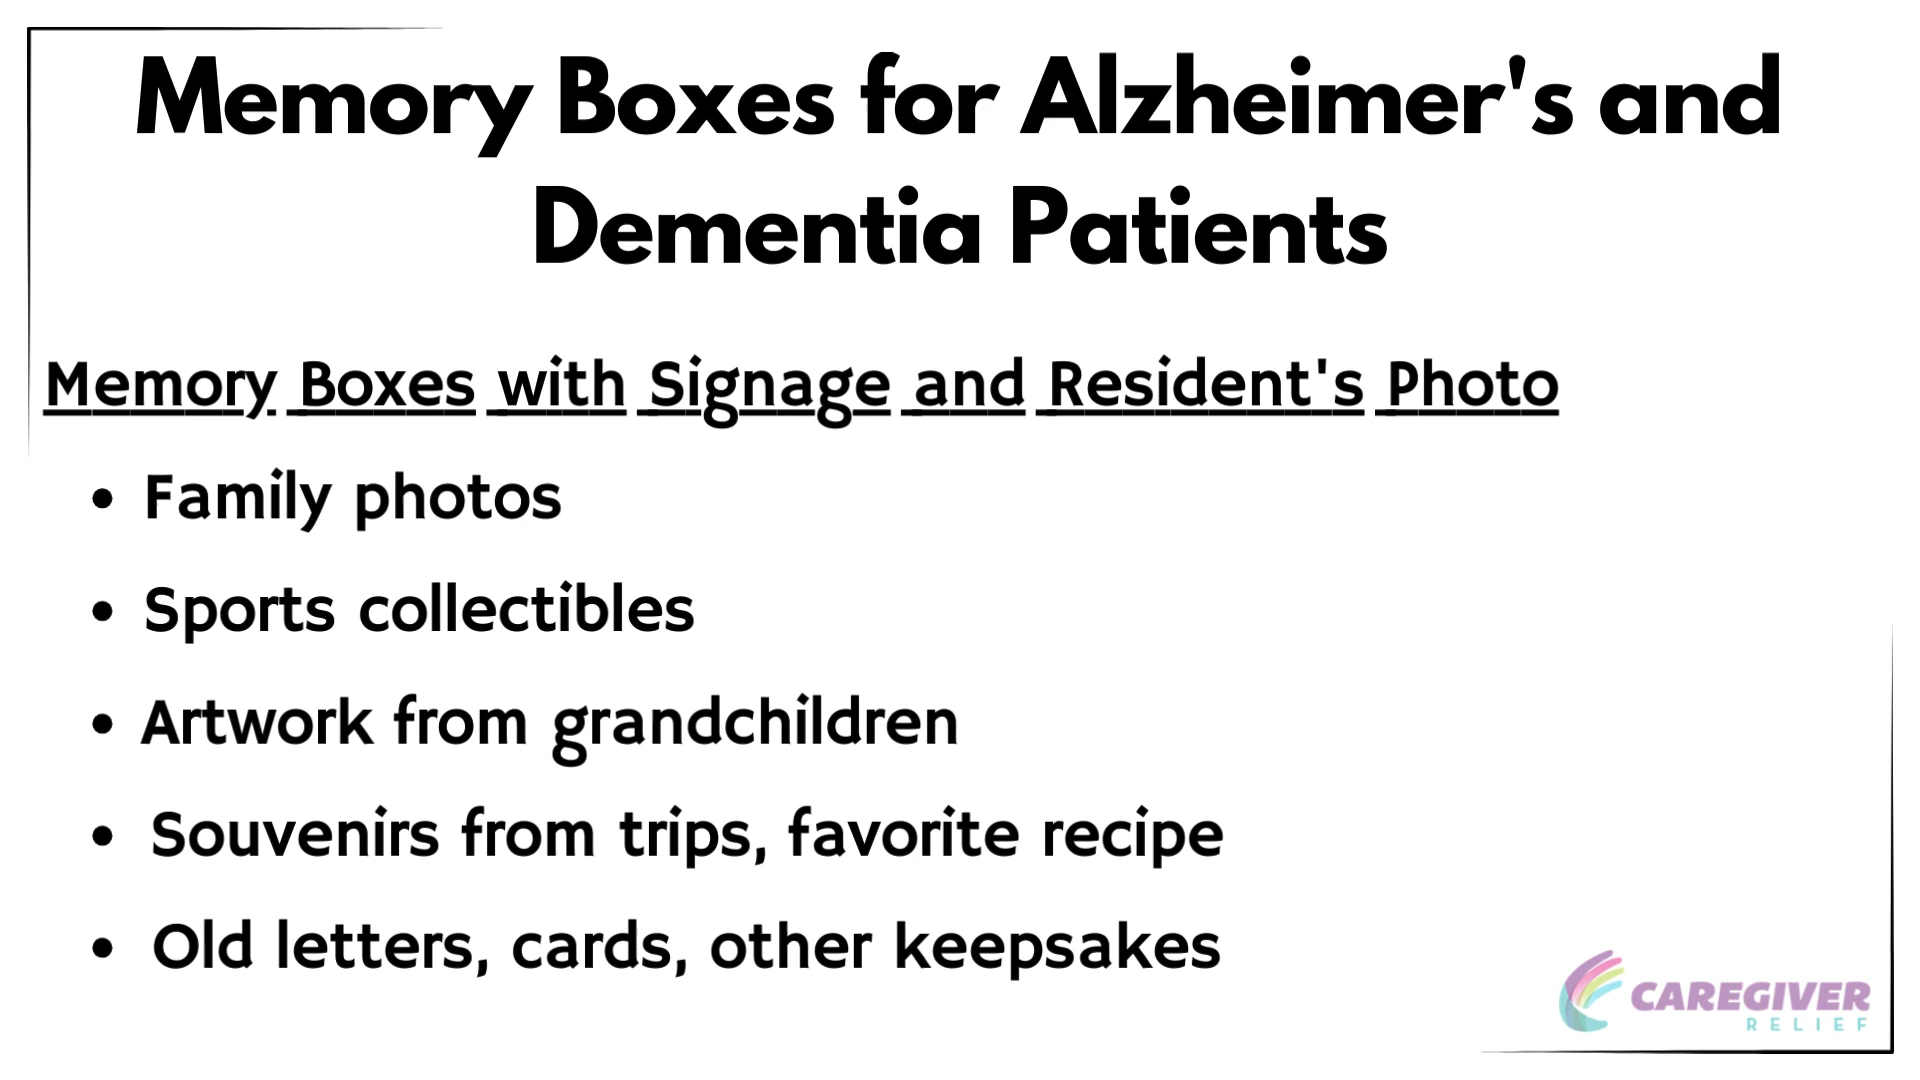 Memory Boxes for Alzheimer's and
Dementia Patients
Memory Boxes with Signage and Resident's Photo
• Family photos
• Sports collectibles
• Artwork from grandchildren
• Souvenirs from trips, favorite recipe
• Old letters, cards, other keepsakes
CAREGIVER
RELIEF